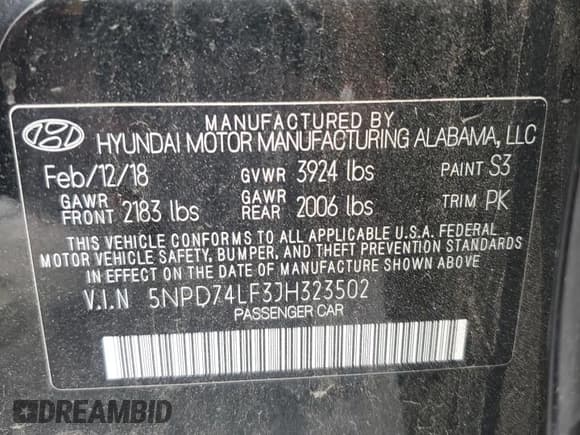 MANUFACTURED BY
HYUNDAI MOTOR MANUFACTURING ALABAMA, LLC
Feb/12/18 GVWR 3924 lbs PAINT S3
GAWR FRONT 2183 lbs GAWR REAR 2006 lbs TRIM PK
THIS VEHICLE CONFORMS TO ALL APPLICABLE U.S.A. FEDERAL
MOTOR VEHICLE SAFETY, BUMPER, AND THEFT PREVENTION STANDARDS
IN EFFECT ON THE DATE OF MANUFACTURE SHOWN ABOVE.
V.I.N 5NPD74LF3JH323502
PASSENGER CAR
DREAMBID